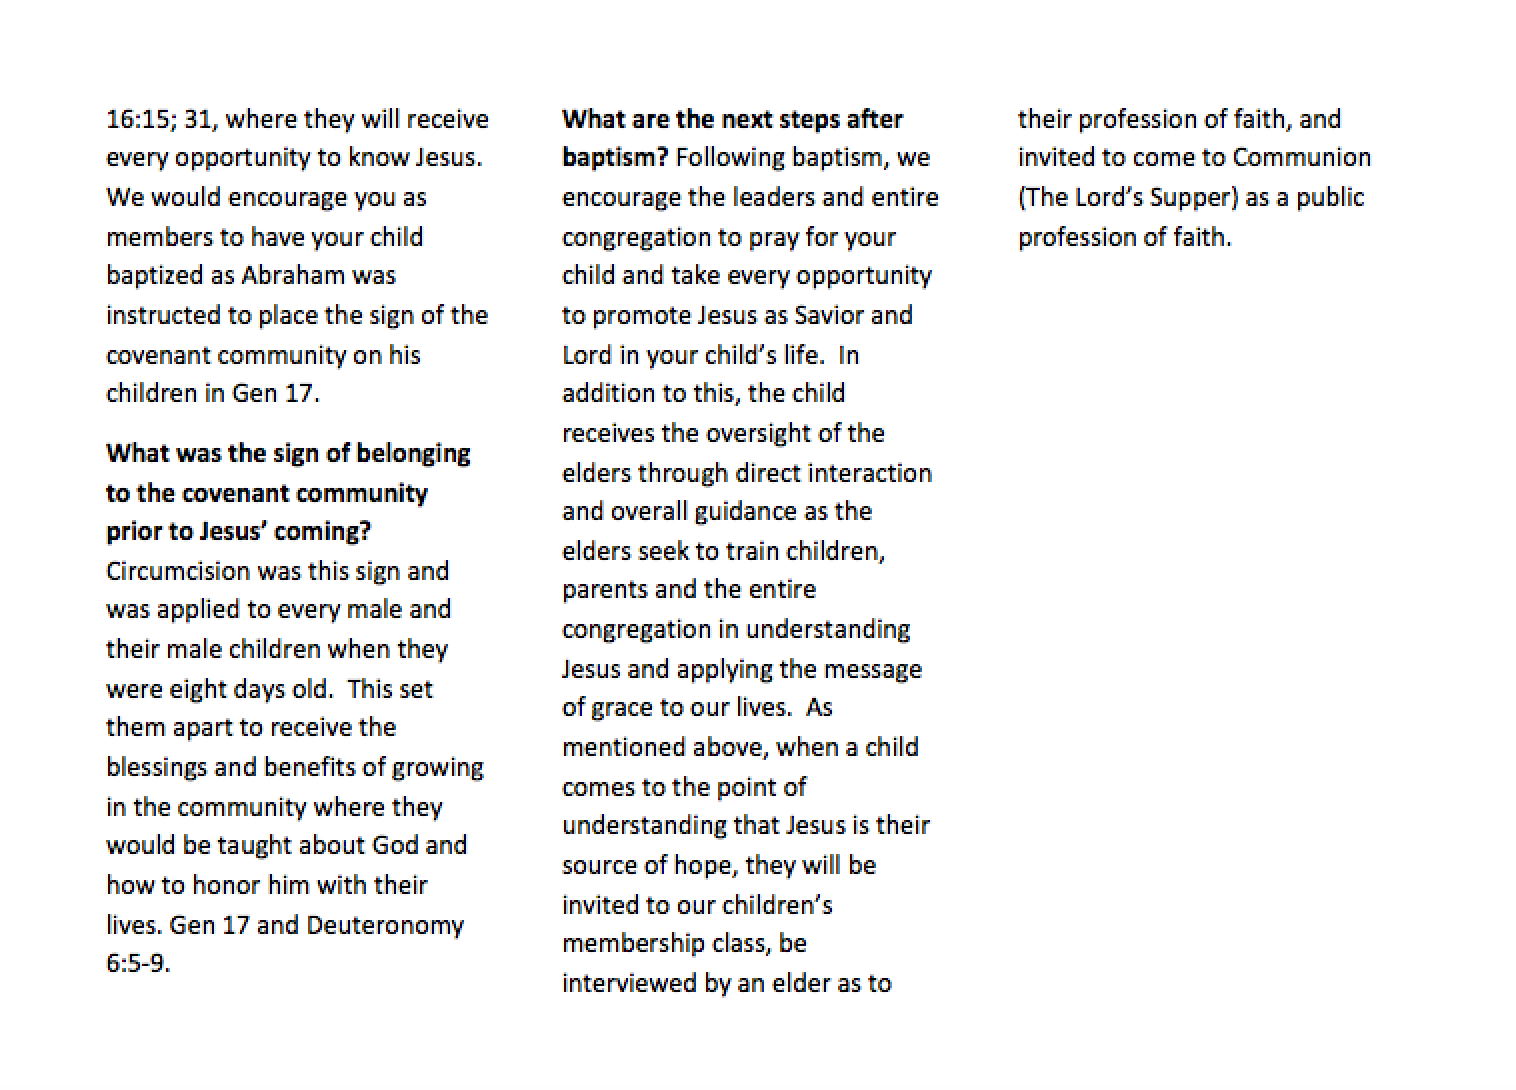 16:15; 31, where they will receive
every opportunity to know Jesus.
We would encourage you as
members to have your child
baptized as Abraham was
instructed to place the sign of the
covenant community on his
children in Gen 17.
What was the sign of belonging
to the covenant community
prior to Jesus’ coming?
Circumcision was this sign and
was applied to every male and
their male children when they
were eight days old.  This set
them apart to receive the
blessings and benefits of growing
in the community where they
would be taught about God and
how to honor him with their
lives. Gen 17 and Deuteronomy
6:5-9.
What are the next steps after
baptism? Following baptism, we
encourage the leaders and entire
congregation to pray for your
child and take every opportunity
to promote Jesus as Savior and
Lord in your child’s life.  In
addition to this, the child
receives the oversight of the
elders through direct interaction
and overall guidance as the
elders seek to train children,
parents and the entire
congregation in understanding
Jesus and applying the message
of grace to our lives.  As
mentioned above, when a child
comes to the point of
understanding that Jesus is their
source of hope, they will be
invited to our children’s
membership class, be
interviewed by an elder as to
their profession of faith, and
invited to come to Communion
(The Lord’s Supper) as a public
profession of faith.